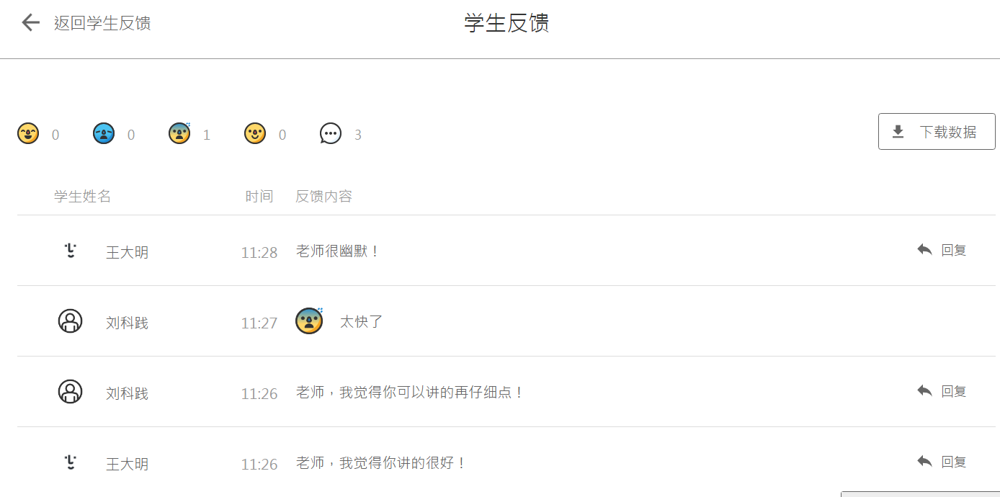 返回学生反馈
学生反馈
0 0 1 0 3
下载数据
学生姓名 时间 反馈内容
王大明 11:28 老师很幽默！ 回复
刘科践 11:27 太快了
刘科践 11:26 老师，我觉得你可以讲的再仔细点！ 回复
王大明 11:26 老师，我觉得你讲的很好！ 回复